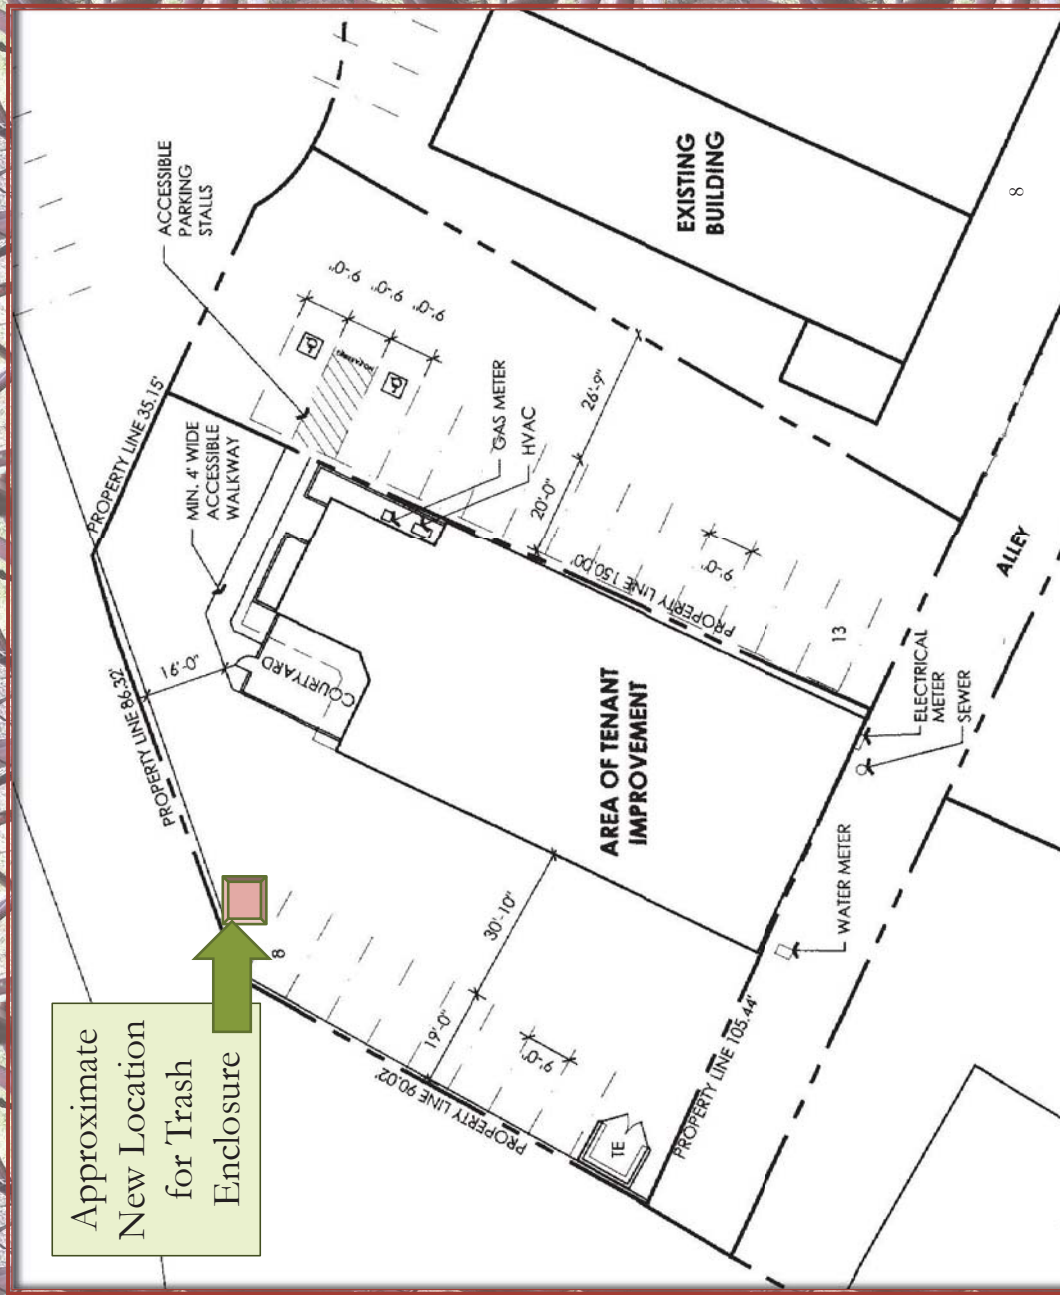 Approximate
New Location
for Trash
Enclosure
PROPERTY LINE 86.32'
PROPERTY LINE 35.15'
ACCESSIBLE
PARKING
STALLS
MIN. 4' WIDE
ACCESSIBLE
WALKWAY
16'-0"
COURTYARD
9'-0"
9'-0"
9'-0"
GAS METER
HVAC
EXISTING
BUILDING
8
30'-10"
19'-0"
9'-0"
PROPERTY LINE 90.02'
TE
AREA OF TENANT
IMPROVEMENT
20'-0"
26'-9"
PROPERTY LINE 150.00'
9'-0"
13
PROPERTY LINE 105.44'
WATER METER
ELECTRICAL
METER
SEWER
ALLEY
8